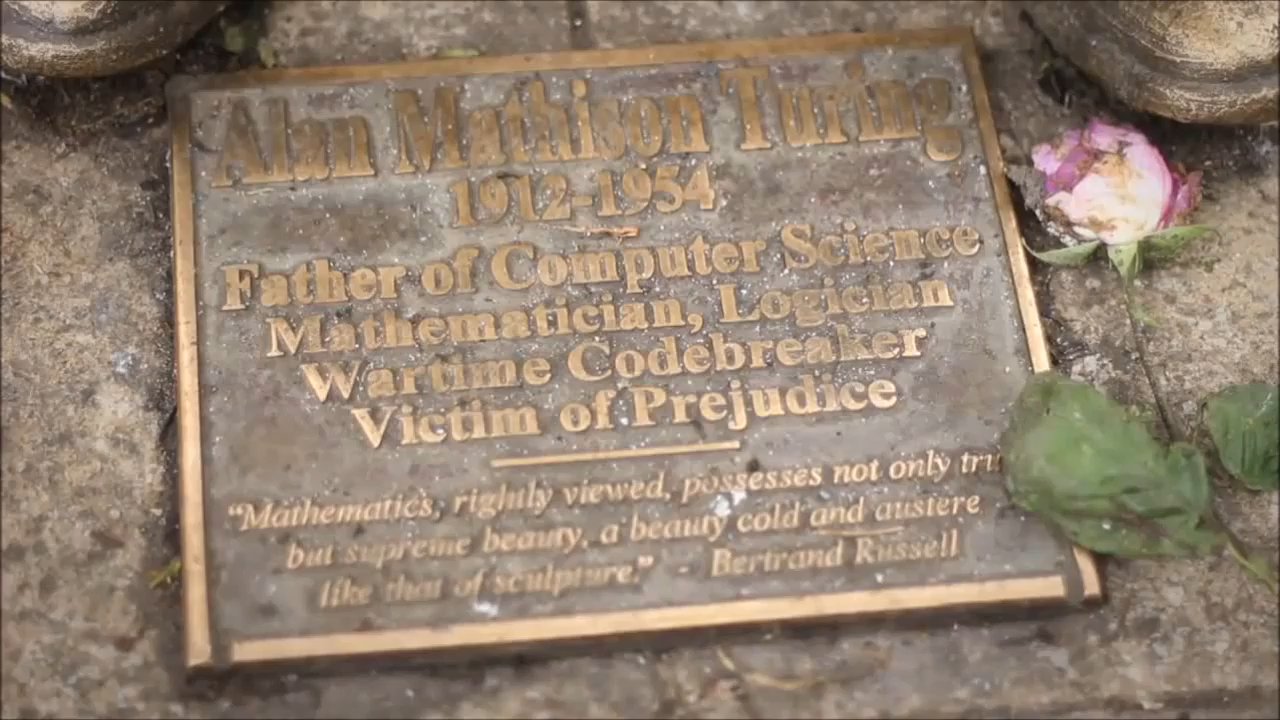 Alan Mathison Turing
1912-1954
Father of Computer Science
Mathematician, Logician
Wartime Codebreaker
Victim of Prejudice
“Mathematics, rightly viewed, possesses not only
but supreme beauty, a beauty cold and austere
like that of sculpture.” - Bertrand Russell